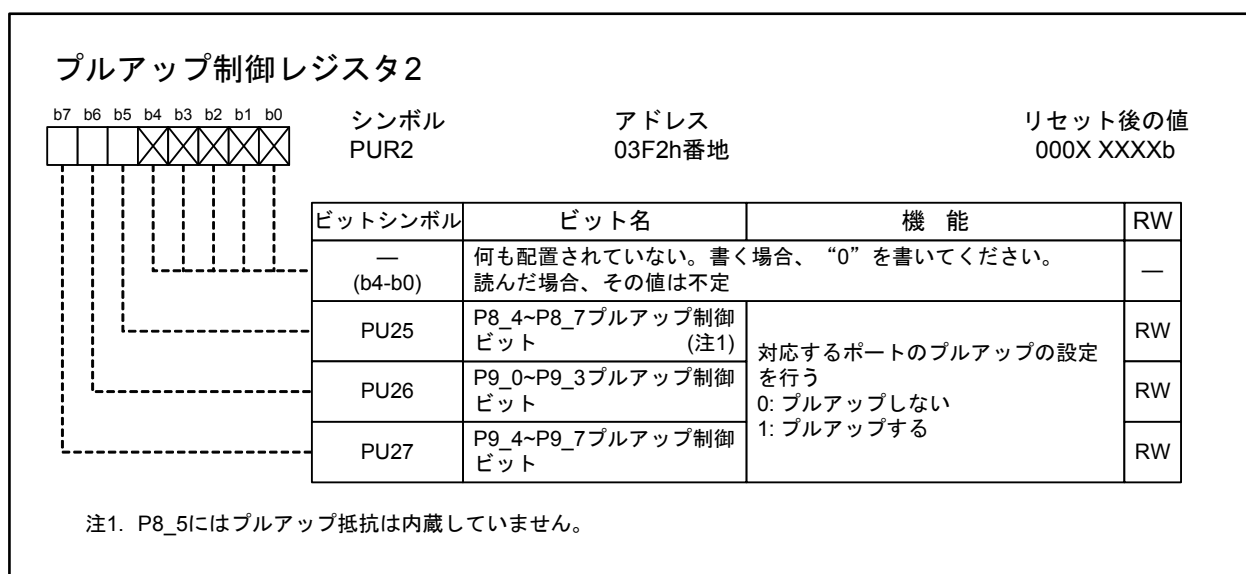 プルアップ制御レジスタ2
b7 b6 b5 b4 b3 b2 b1 b0
シンボル アドレス リセット後の値
PUR2 03F2h番地 000X XXXXb
ビットシンボル ビット名 機 能 RW
— (b4-b0) 何も配置されていない。書く場合、“0”を書いてください。
読んだ場合、その値は不定 —
PU25 P8_4~P8_7プルアップ制御
ビット (注1) RW
PU26 P9_0~P9_3プルアップ制御
ビット RW
PU27 P9_4~P9_7プルアップ制御
ビット RW
対応するポートのプルアップの設定
を行う
0: プルアップしない
1: プルアップする
注1. P8_5にはプルアップ抵抗は内蔵していません。